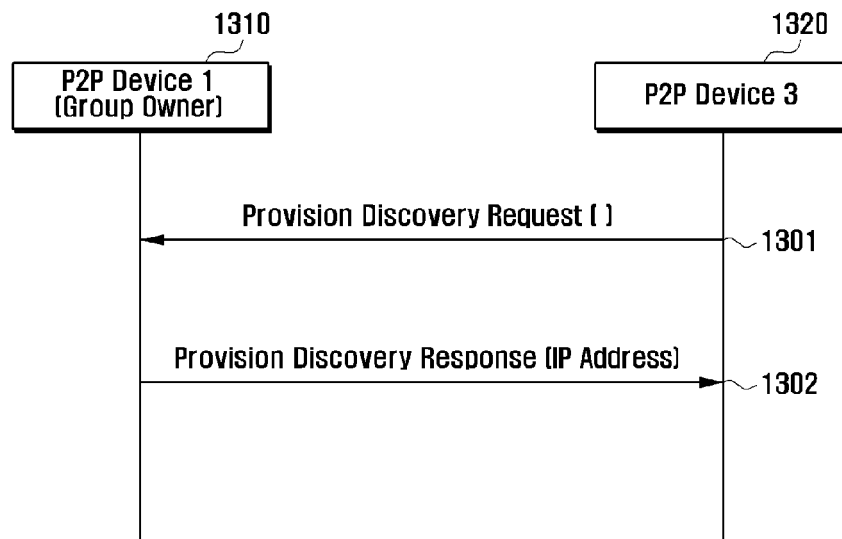 1310
1320
P2P Device 1
(Group Owner)
P2P Device 3
Provision Discovery Request ( )
1301
Provision Discovery Response (IP Address)
1302